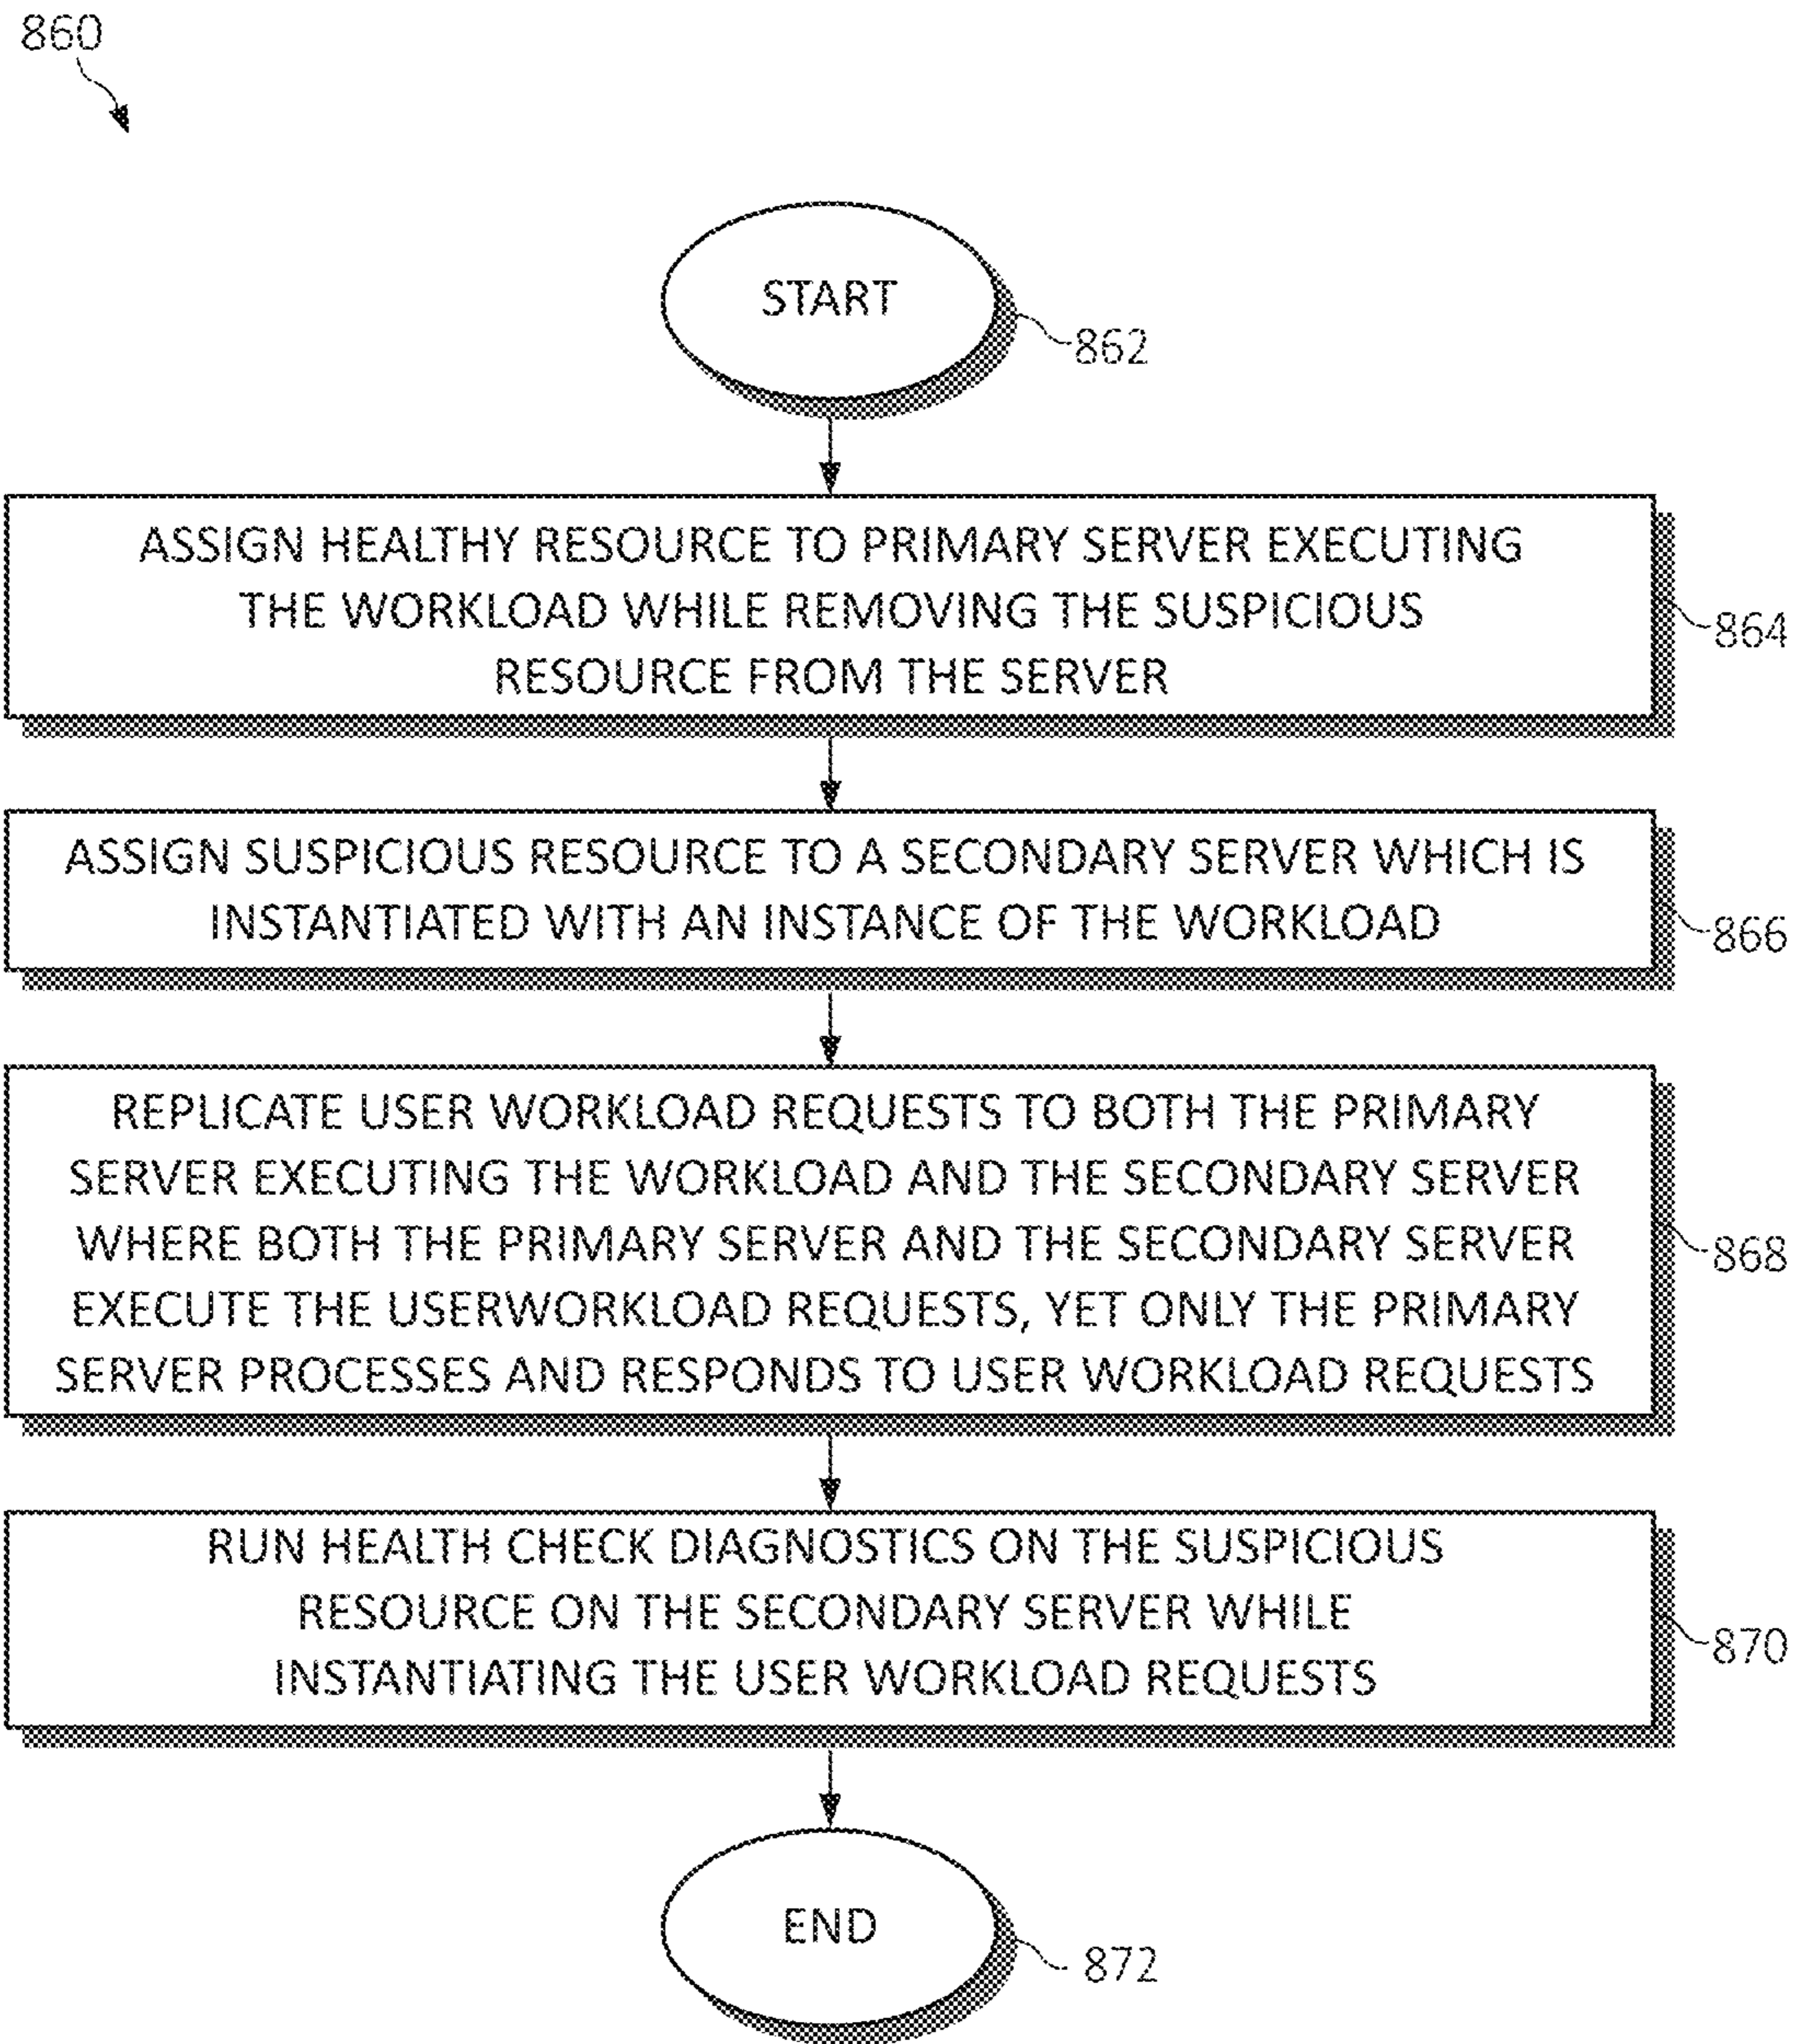 860
START
862
ASSIGN HEALTHY RESOURCE TO PRIMARY SERVER EXECUTING
THE WORKLOAD WHILE REMOVING THE SUSPICIOUS
RESOURCE FROM THE SERVER
864
ASSIGN SUSPICIOUS RESOURCE TO A SECONDARY SERVER WHICH IS
INSTANTIATED WITH AN INSTANCE OF THE WORKLOAD
866
REPLICATE USER WORKLOAD REQUESTS TO BOTH THE PRIMARY
SERVER EXECUTING THE WORKLOAD AND THE SECONDARY SERVER
WHERE BOTH THE PRIMARY SERVER AND THE SECONDARY SERVER
EXECUTE THE USERWORKLOAD REQUESTS, YET ONLY THE PRIMARY
SERVER PROCESSES AND RESPONDS TO USER WORKLOAD REQUESTS
868
RUN HEALTH CHECK DIAGNOSTICS ON THE SUSPICIOUS
RESOURCE ON THE SECONDARY SERVER WHILE
INSTANTIATING THE USER WORKLOAD REQUESTS
870
END
872